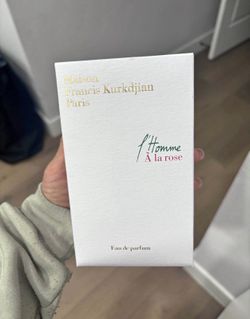 Maison
Francis Kurkdjian
Paris
l'Homme
À la rose
Eau de parfum